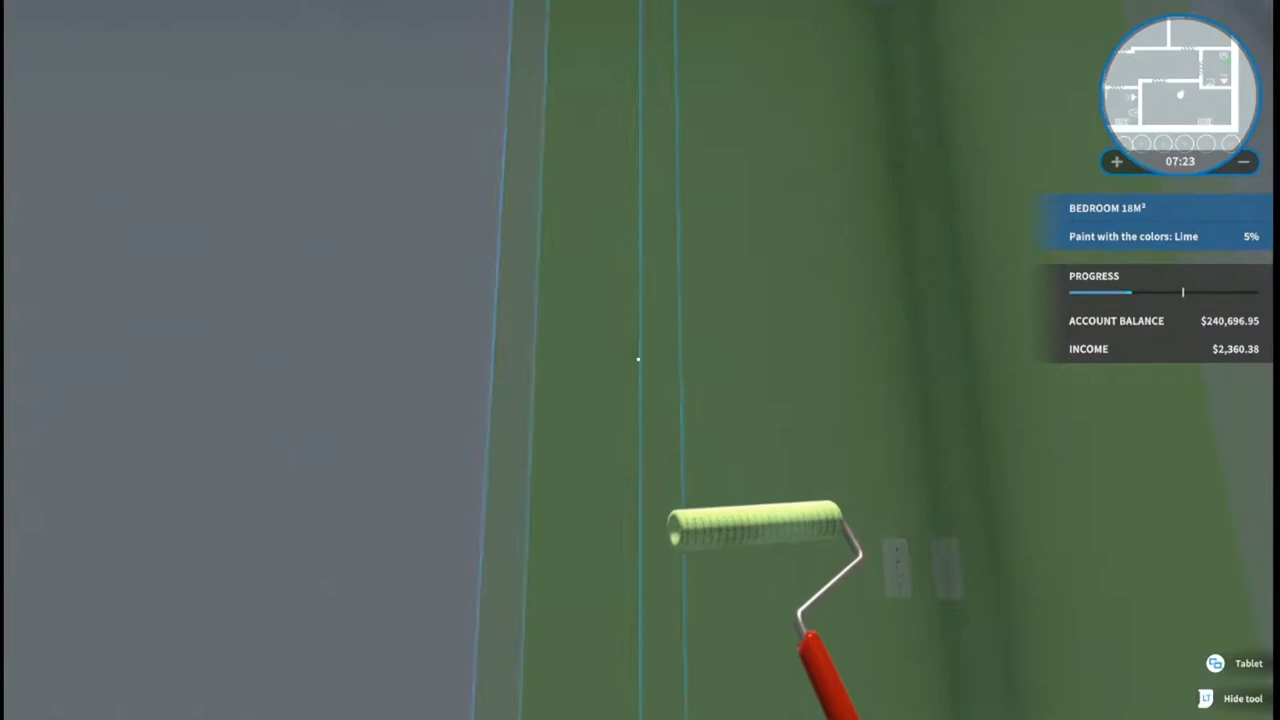 07:23
BEDROOM 18M²
Paint with the colors: Lime 5%
PROGRESS
ACCOUNT BALANCE $240,696.95
INCOME $2,360.38
Tablet
LT Hide tool